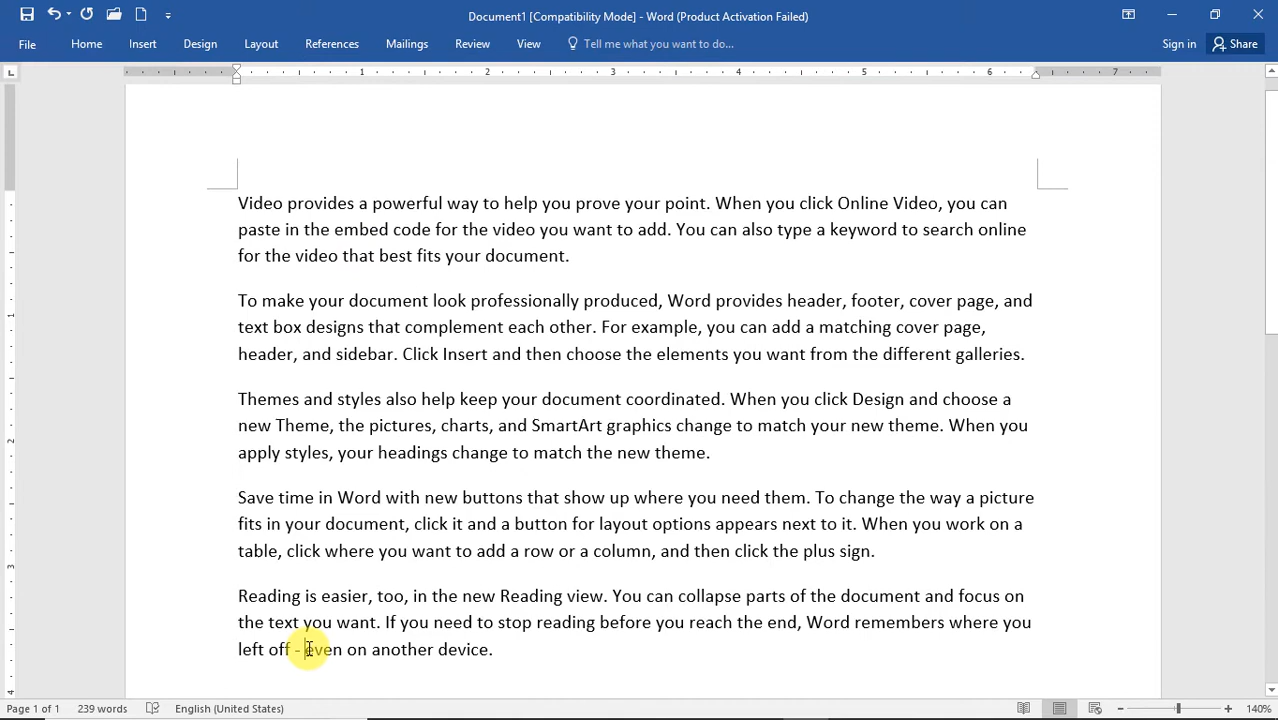 Document1 [Compatibility Mode] - Word (Product Activation Failed)
File Home Insert Design Layout References Mailings Review View Tell me what you want to do... Sign in Share
1 2 3 4 5 6 7
Video provides a powerful way to help you prove your point. When you click Online Video, you can
paste in the embed code for the video you want to add. You can also type a keyword to search online
for the video that best fits your document.
To make your document look professionally produced, Word provides header, footer, cover page, and
text box designs that complement each other. For example, you can add a matching cover page,
header, and sidebar. Click Insert and then choose the elements you want from the different galleries.
Themes and styles also help keep your document coordinated. When you click Design and choose a
new Theme, the pictures, charts, and SmartArt graphics change to match your new theme. When you
apply styles, your headings change to match the new theme.
Save time in Word with new buttons that show up where you need them. To change the way a picture
fits in your document, click it and a button for layout options appears next to it. When you work on a
table, click where you want to add a row or a column, and then click the plus sign.
Reading is easier, too, in the new Reading view. You can collapse parts of the document and focus on
the text you want. If you need to stop reading before you reach the end, Word remembers where you
left off - even on another device.
1
2
3
4
Page 1 of 1 239 words English (United States) 140%